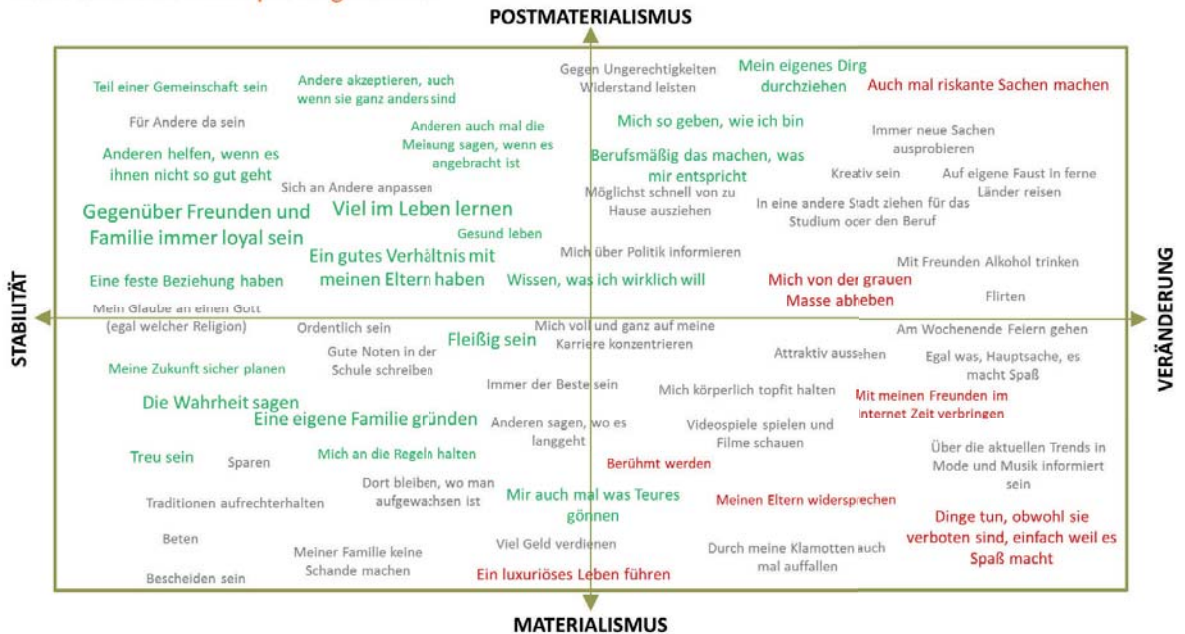 POSTMATERIALISMUS
Teil einer Gemeinschaft sein
Andere akzeptieren, auch
wenn sie ganz anders sind
Gegen Ungerechtigkeiten
Widerstand leisten
Mein eigenes Dirg
durchziehen
Auch mal riskante Sachen machen
Für Andere da sein
Anderen auch mal die
Meinung sagen, wenn es
angebracht ist
Mich so geben, wie ich bin
Immer neue Sachen
ausprobieren
Anderen helfen, wenn es
ihnen nicht so gut geht
Berufsmäßig das machen, was
mir entspricht
Kreativ sein
Auf eigene Faust in ferne
Länder reisen
Sich an Andere anpassen
Möglichst schnell von zu
Hause ausziehen
In eine andere Stadt ziehen für das
Studium oder den Beruf
Gegenüber Freunden und
Familie immer loyal sein
Viel im Leben lernen
Gesund leben
Ein gutes Verhältnis mit
meinen Eltern haben
Mich über Politik informieren
Mit Freunden Alkohol trinken
Eine feste Beziehung haben
Wissen, was ich wirklich will
Mich von der grauen
Masse abheben
Flirten
STABILITÄT
VERÄNDERUNG
Mein Glaube an einen Gott
(egal welcher Religion)
Ordentlich sein
Fleißig sein
Mich voll und ganz auf meine
Karriere konzentrieren
Am Wochenende Feiern gehen
Meine Zukunft sicher planen
Gute Noten in der
Schule schreiben
Attraktiv aussehen
Egal was, Hauptsache, es
macht Spaß
Immer der Beste sein
Mich körperlich topfit halten
Mit meinen Freunden im
Internet Zeit verbringen
Die Wahrheit sagen
Eine eigene Familie gründen
Anderen sagen, wo es
langgeht
Videospiele spielen und
Filme schauen
Treu sein
Sparen
Mich an die Regeln halten
Berühmt werden
Über die aktuellen Trends in
Mode und Musik informiert
sein
Traditionen aufrechterhalten
Dort bleiben, wo man
aufgewachsen ist
Mir auch mal was Teures
gönnen
Meinen Eltern widersprechen
Dinge tun, obwohl sie
verboten sind, einfach weil es
Spaß macht
Beten
Meiner Familie keine
Schande machen
Viel Geld verdienen
Durch meine Klamotten auch
mal auffallen
Bescheiden sein
Ein luxuriöses Leben führen
MATERIALISMUS